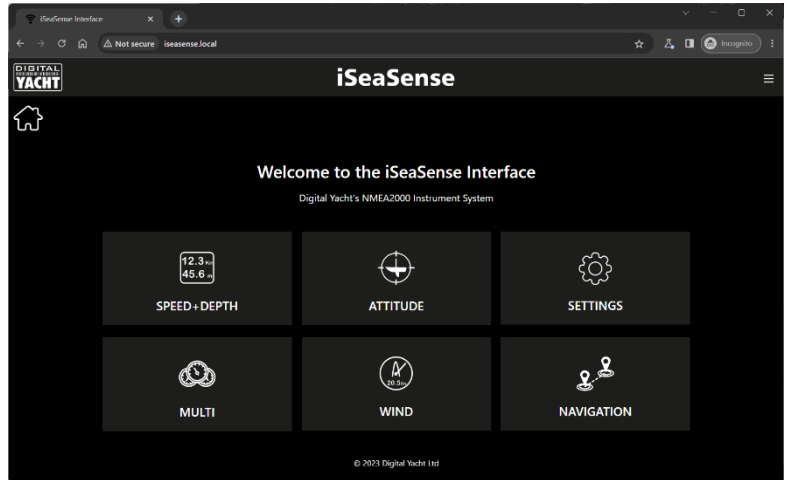 iSeaSense Interface
Not secure iseasense.local
Incognito
DIGITAL
YACHT
iSeaSense
Welcome to the iSeaSense Interface
Digital Yacht's NMEA2000 Instrument System
12.3 Kn
45.6 m
SPEED+DEPTH
ATTITUDE
SETTINGS
MULTI
20.5
WIND
NAVIGATION
© 2023 Digital Yacht Ltd